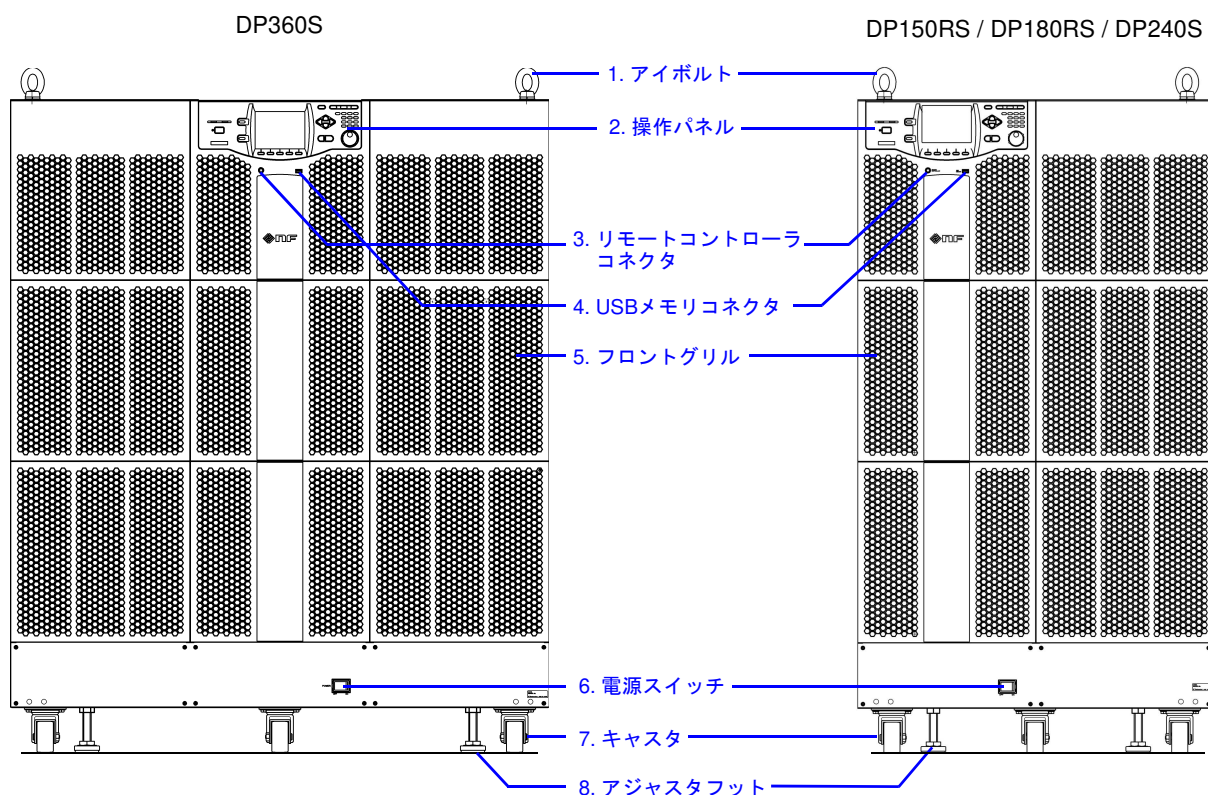 DP360S
DP150RS / DP180RS / DP240S
1. アイボルト
2. 操作パネル
3. リモートコントローラ
コネクタ
4. USBメモリコネクタ
5. フロントグリル
6. 電源スイッチ
7. キャスタ
8. アジャスタフット
nF
nF
POWER